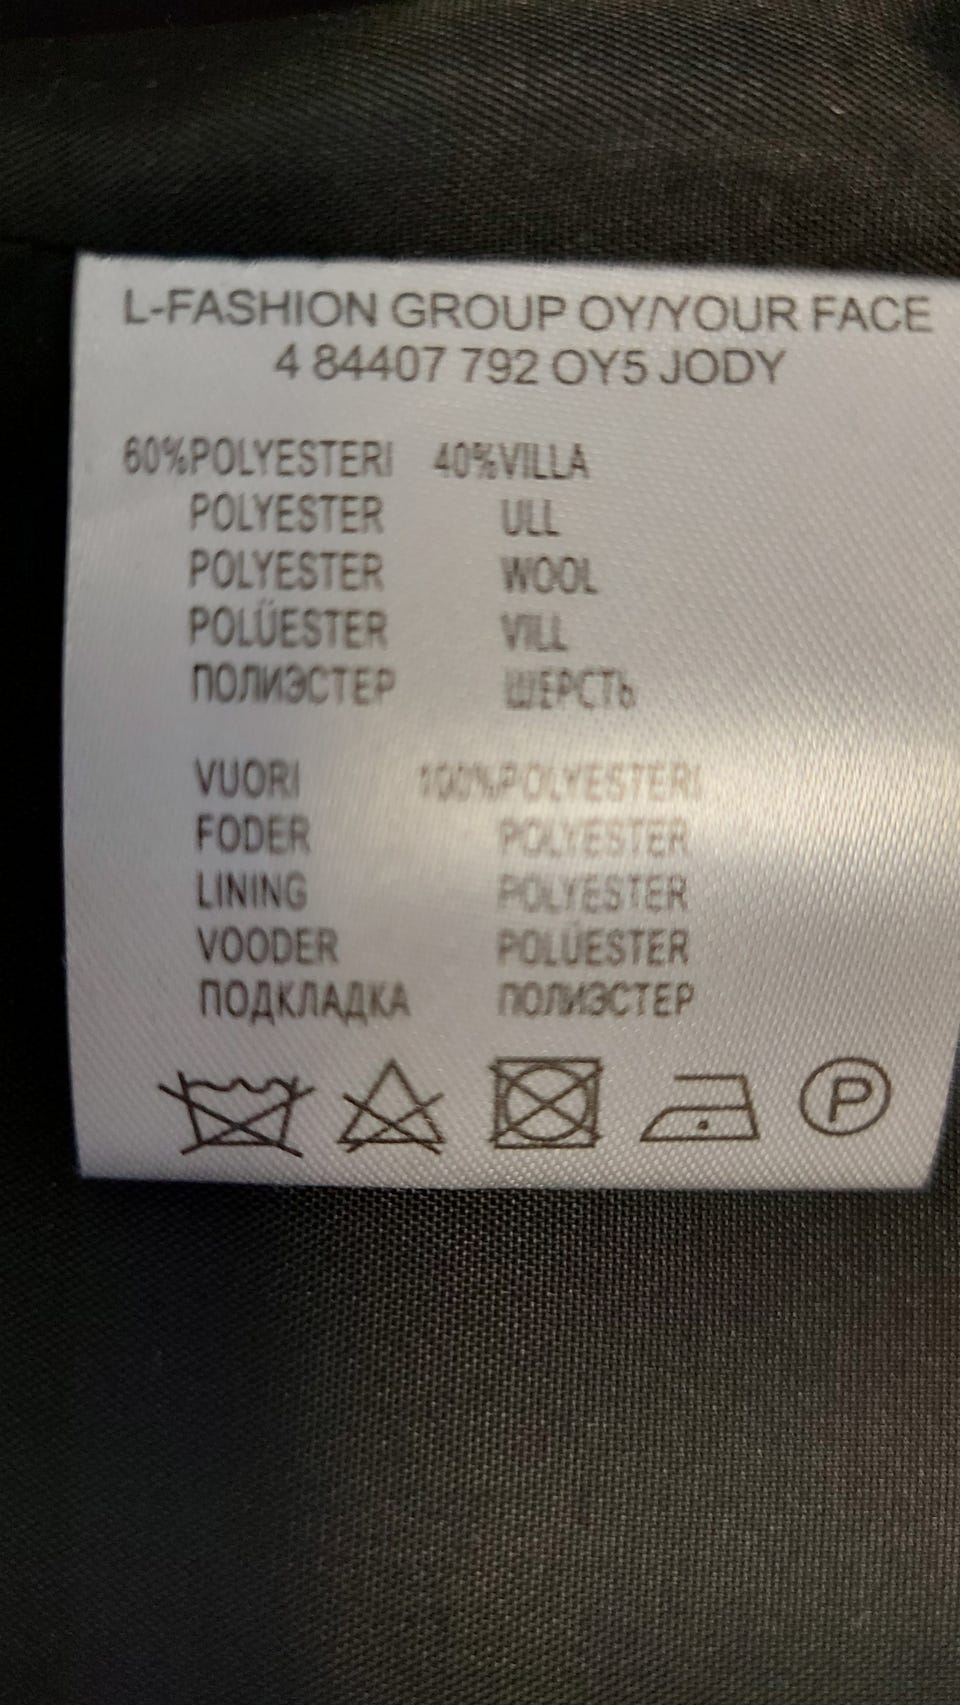 L-FASHION GROUP OY/YOUR FACE
4 84407 792 OY5 JODY
60%POLYESTERI 40%VILLA
POLYESTER ULL
POLYESTER WOOL
POLÜESTER VILL
ПОЛИЭСТЕР ШЕРСТЬ
VUORI 100%POLYESTERI
FODER POLYESTER
LINING POLYESTER
VOODER POLÜESTER
ПОДКЛАДКА ПОЛИЭСТЕР
P